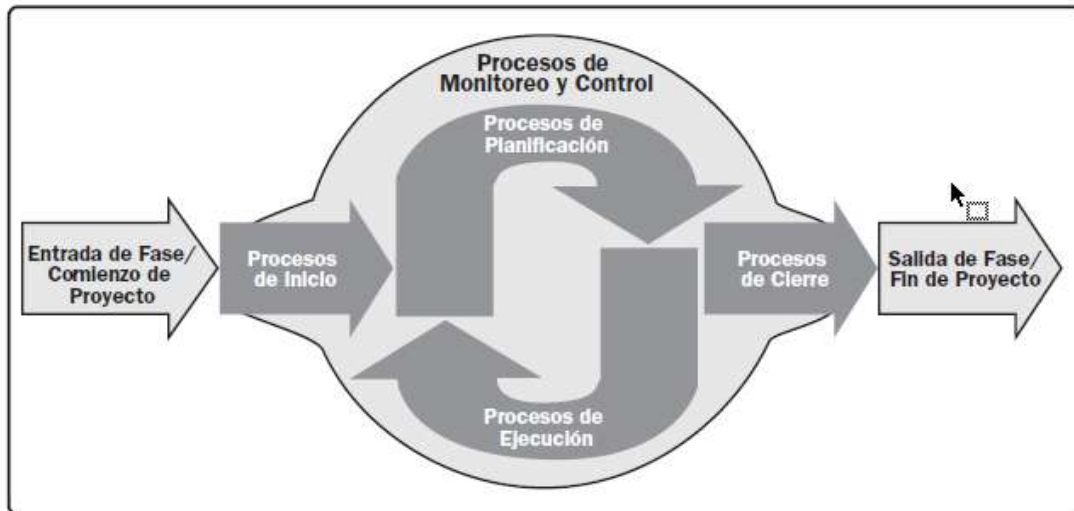 Procesos de
Monitoreo y Control
Procesos de
Planificación
Entrada de Fase/
Comienzo de
Proyecto
Procesos
de Inicio
Procesos
de Cierre
Salida de Fase/
Fin de Proyecto
Procesos de
Ejecución